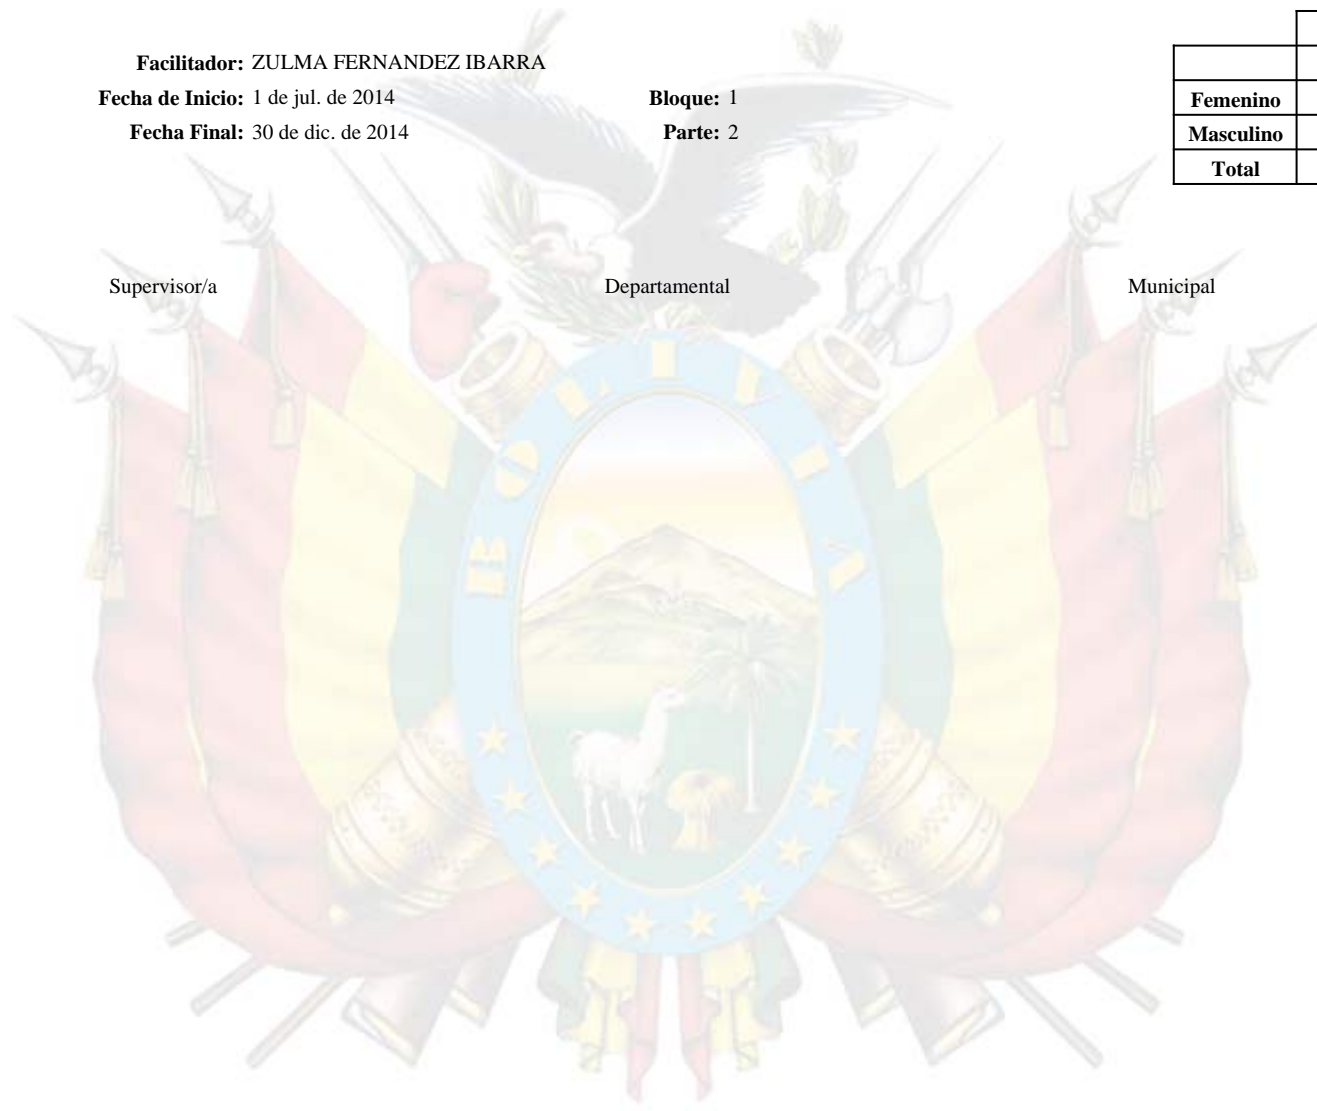 Facilitador: ZULMA FERNANDEZ IBARRA
Fecha de Inicio: 1 de jul. de 2014 Bloque: 1
Fecha Final: 30 de dic. de 2014 Parte: 2
Femenino
Masculino
Total
Supervisor/a Departamental Municipal
BOLIVIA